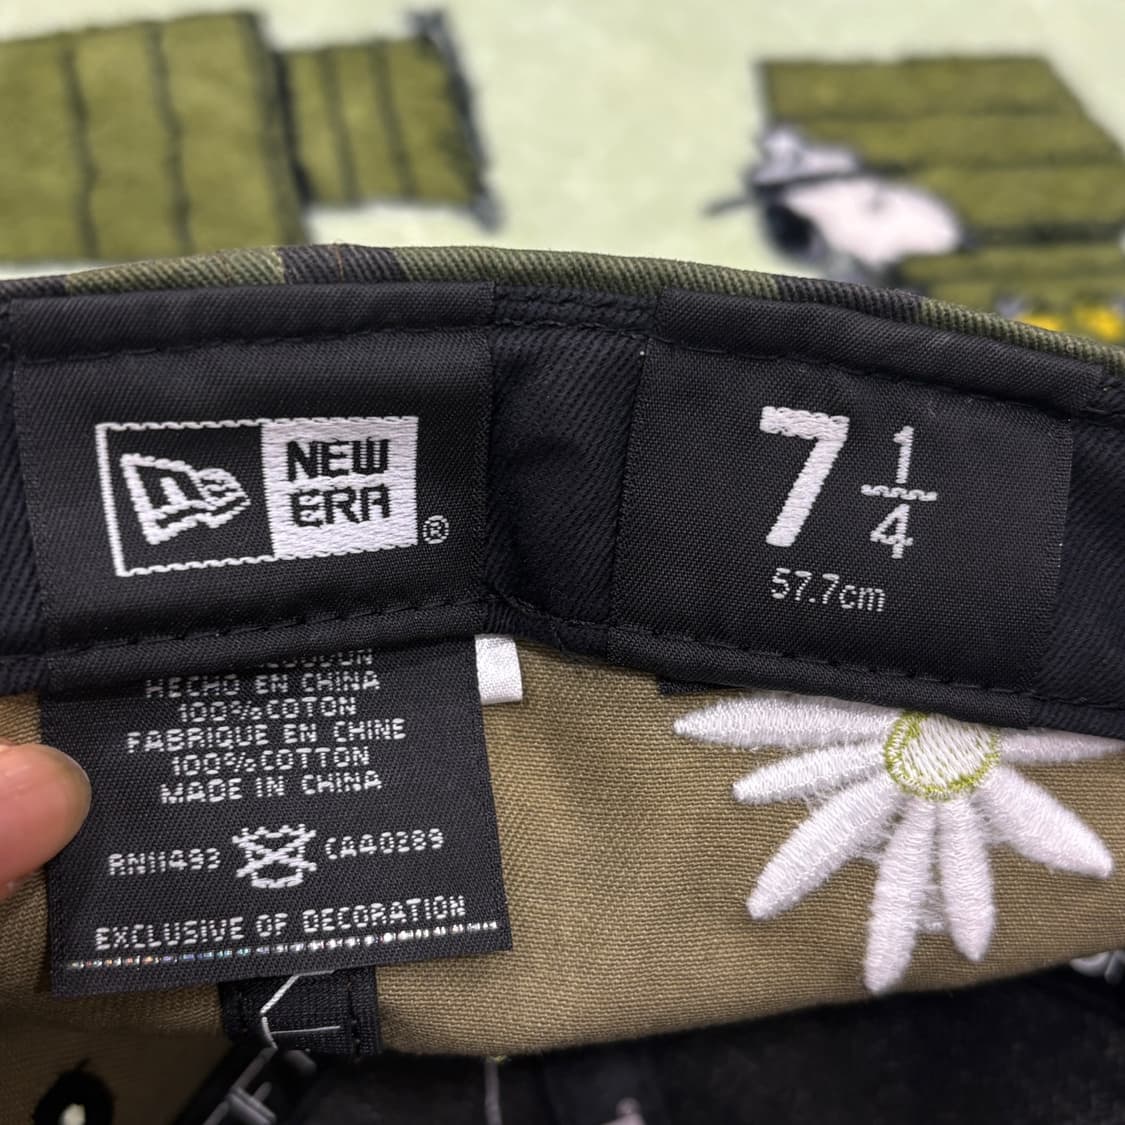 NEW
ERA
®
7 1/4
57.7cm
HECHO EN CHINA
100% COTON
FABRIQUE EN CHINE
100% COTTON
MADE IN CHINA
RN11493 CA40289
EXCLUSIVE OF DECORATION